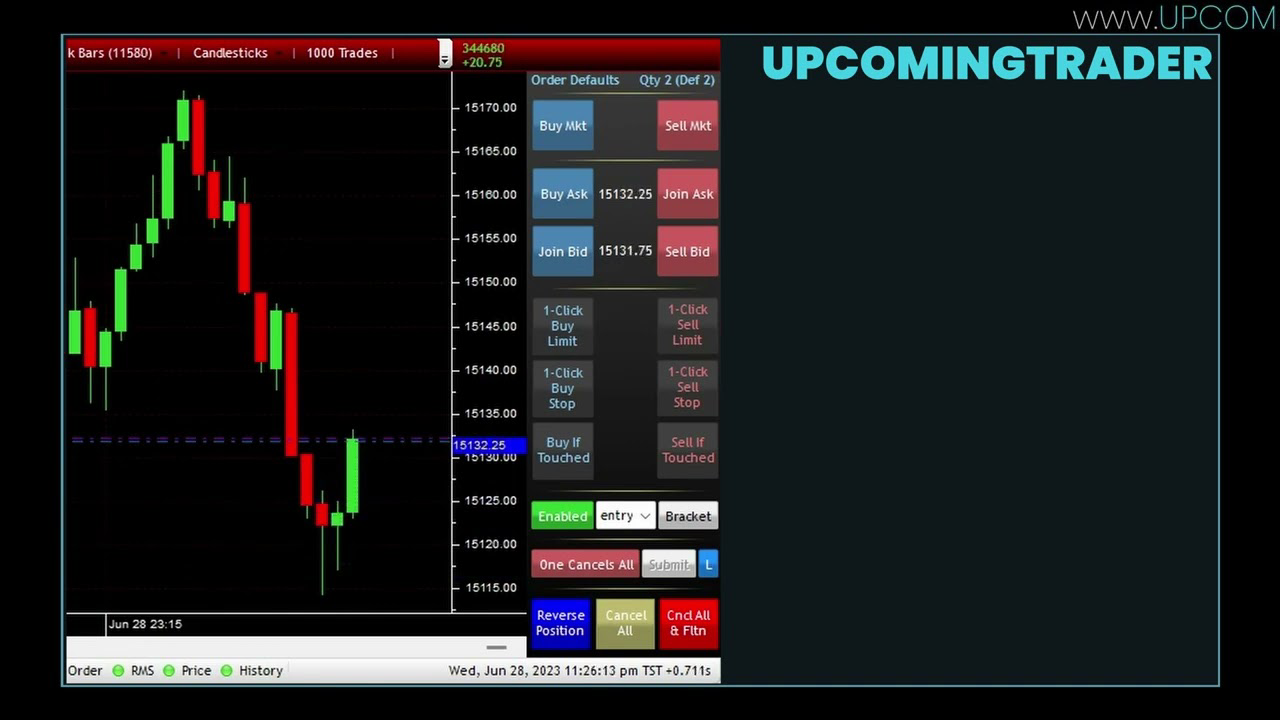 www.UPCOM
UPCOMINGTRADER
k Bars (11580) | Candlesticks | 1000 Trades |
344680
+20.75
Order Defaults Qty 2 (Def 2)
Buy Mkt Sell Mkt
Buy Ask 15132.25 Join Ask
Join Bid 15131.75 Sell Bid
1-Click
Buy
Limit
1-Click
Sell
Limit
1-Click
Buy
Stop
1-Click
Sell
Stop
Buy If
Touched
Sell If
Touched
Enabled entry Bracket
One Cancels All Submit L
Reverse
Position
Cancel
All
Cncl All
& Fltn
15170.00
15165.00
15160.00
15155.00
15150.00
15145.00
15140.00
15135.00
15132.25
15130.00
15125.00
15120.00
15115.00
Jun 28 23:15
Order RMS Price History Wed, Jun 28, 2023 11:26:13 pm TST +0.711s